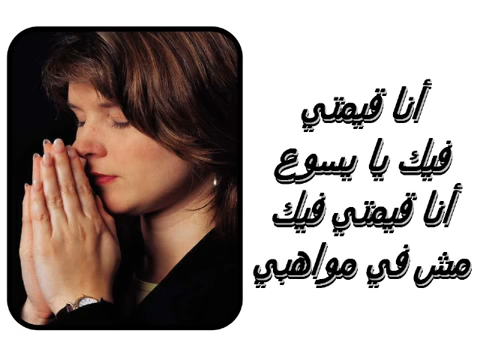 أنا قيمتي
فيك يا يسوع
أنا قيمتي فيك
مش في مواهبي